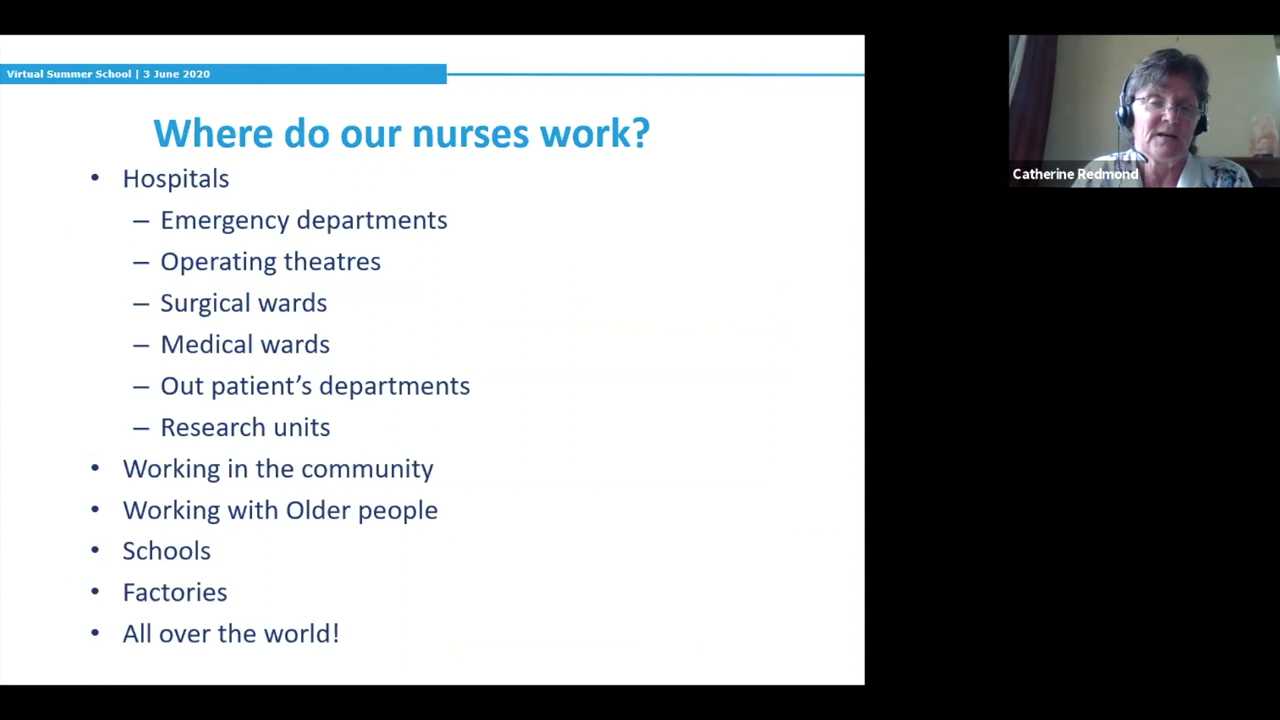 Virtual Summer School | 3 June 2020
Where do our nurses work?
• Hospitals
– Emergency departments
– Operating theatres
– Surgical wards
– Medical wards
– Out patient’s departments
– Research units
• Working in the community
• Working with Older people
• Schools
• Factories
• All over the world!
Catherine Redmond